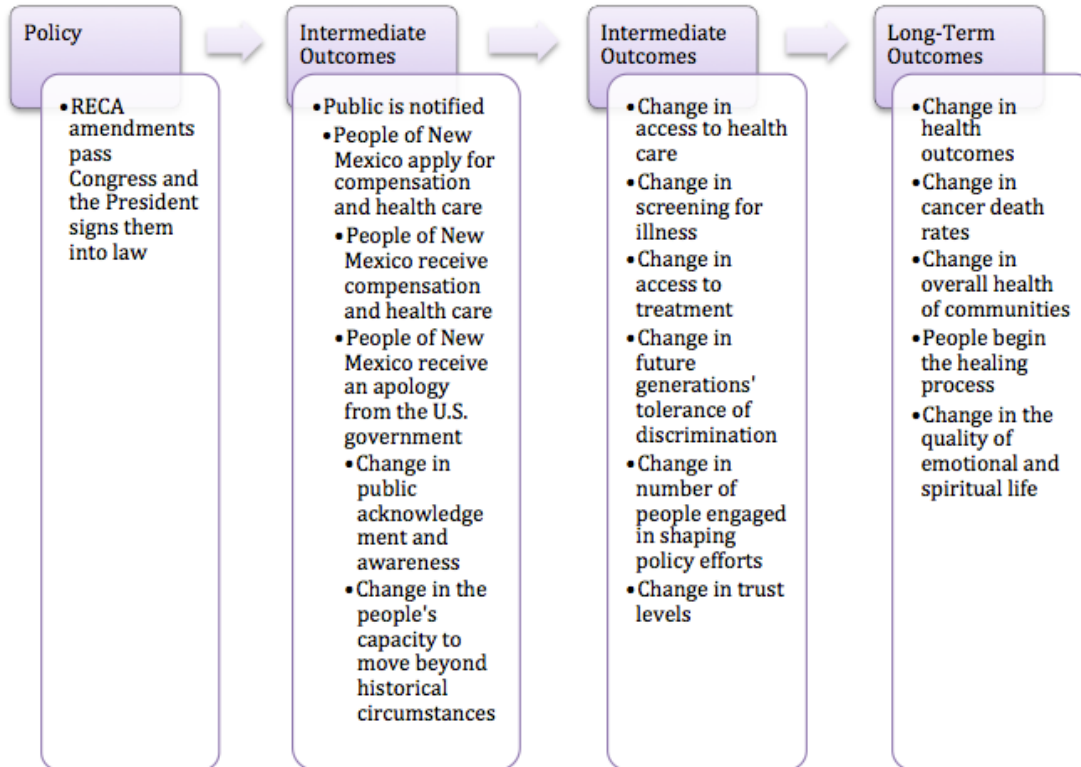 Policy
•RECA
amendments
pass
Congress and
the President
signs them
into law
Intermediate
Outcomes
•Public is notified
•People of New
Mexico apply for
compensation
and health care
•People of New
Mexico receive
compensation
and health care
•People of New
Mexico receive
an apology
from the U.S.
government
•Change in
public
acknowledge
ment and
awareness
•Change in the
people's
capacity to
move beyond
historical
circumstances
Intermediate
Outcomes
•Change in
access to health
care
•Change in
screening for
illness
•Change in
access to
treatment
•Change in
future
generations'
tolerance of
discrimination
•Change in
number of
people engaged
in shaping
policy efforts
•Change in trust
levels
Long-Term
Outcomes
•Change in
health
outcomes
•Change in
cancer death
rates
•Change in
overall health
of communities
•People begin
the healing
process
•Change in the
quality of
emotional and
spiritual life